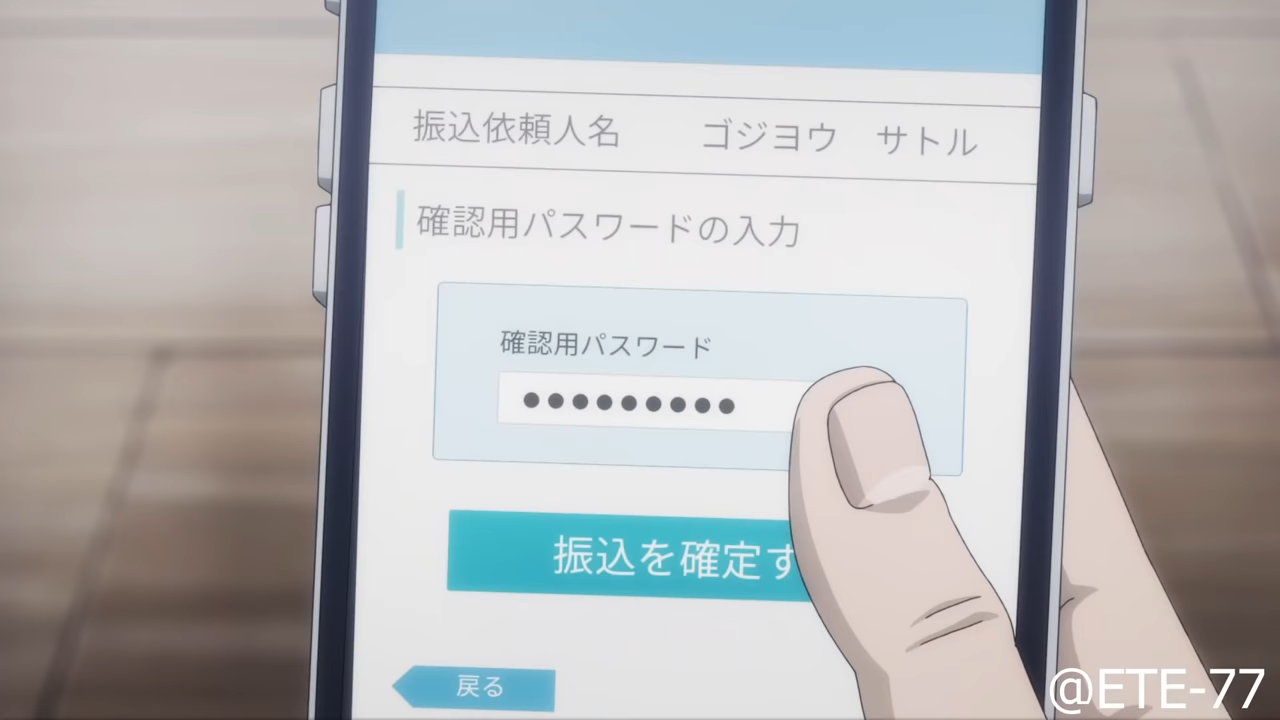 振込依頼人名 ゴジヨウ サトル
確認用パスワードの入力
確認用パスワード
●●●●●●●●●
振込を確定す
戻る
@ETE-77